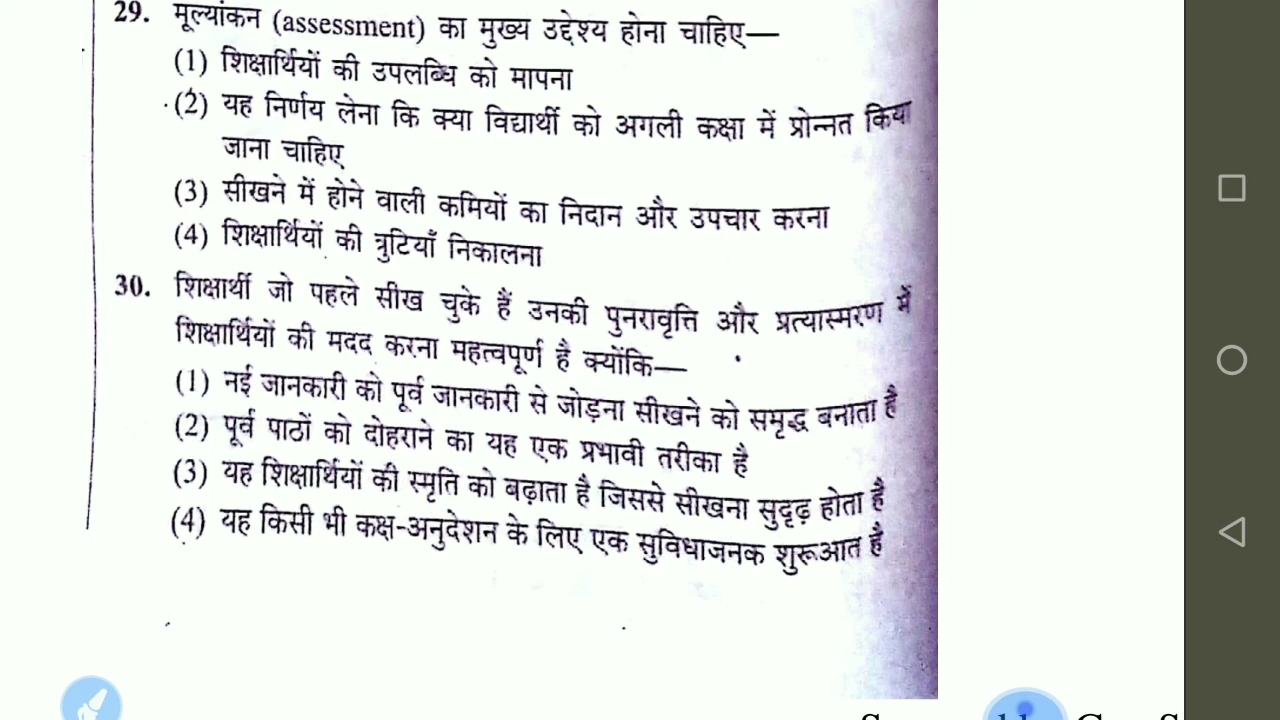 29. मूल्यांकन (assessment) का मुख्य उद्देश्य होना चाहिए—
(1) शिक्षार्थियों की उपलब्धि को मापना
(2) यह निर्णय लेना कि क्या विद्यार्थी को अगली कक्षा में प्रोन्नत किया
जाना चाहिए
(3) सीखने में होने वाली कमियों का निदान और उपचार करना
(4) शिक्षार्थियों की त्रुटियाँ निकालना
30. शिक्षार्थी जो पहले सीख चुके हैं उनकी पुनरावृत्ति और प्रत्यास्मरण में
शिक्षार्थियों की मदद करना महत्वपूर्ण है क्योंकि—
(1) नई जानकारी को पूर्व जानकारी से जोड़ना सीखने को समृद्ध बनाता है
(2) पूर्व पाठों को दोहराने का यह एक प्रभावी तरीका है
(3) यह शिक्षार्थियों की स्मृति को बढ़ाता है जिससे सीखना सुदृढ़ होता है
(4) यह किसी भी कक्ष-अनुदेशन के लिए एक सुविधाजनक शुरूआत है